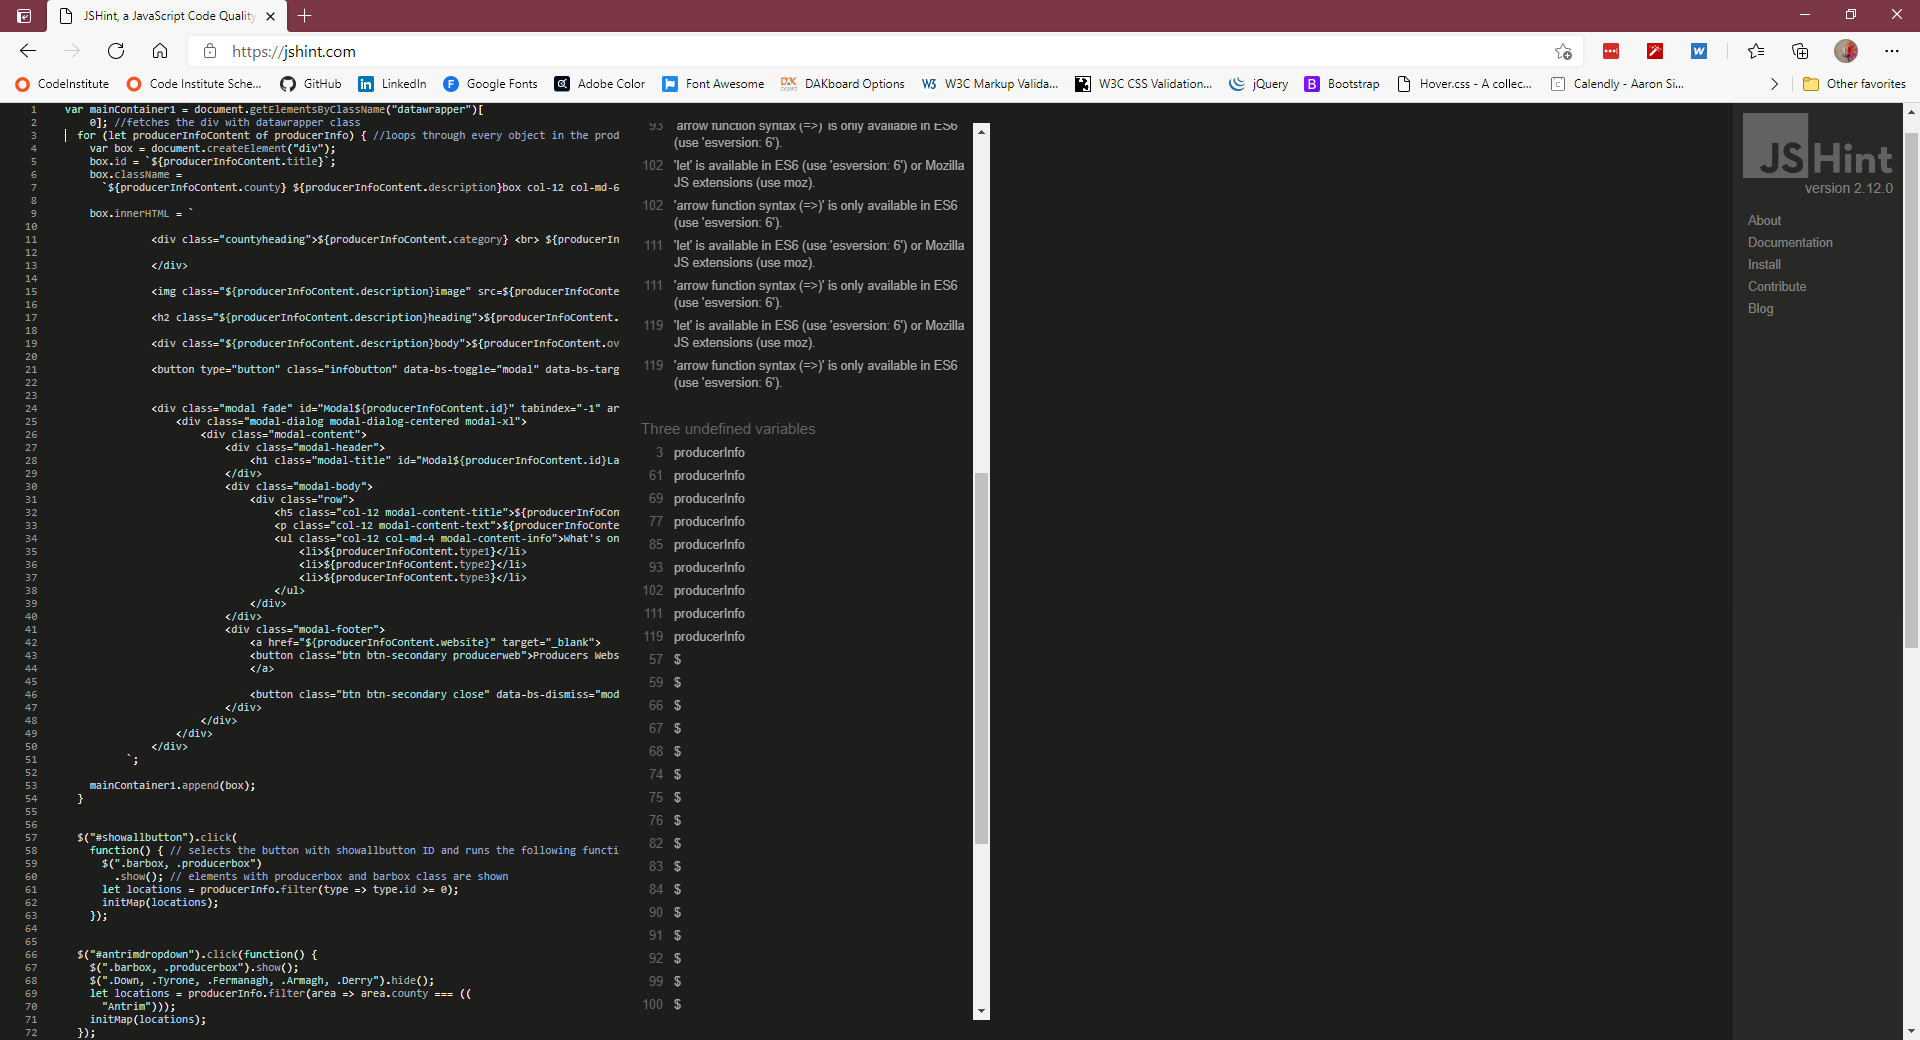 JSHint, a JavaScript Code Quality
https://jshint.com
CodeInstitute
Code Institute Sche...
GitHub
LinkedIn
Google Fonts
Adobe Color
Font Awesome
DAKboard Options
W3C Markup Valida...
W3C CSS Validation...
jQuery
Bootstrap
Hover.css - A collec...
Calendly - Aaron Si...
Other favorites
1 var mainContainer1 = document.getElementsByClassName("datawrapper")[
2 0]; //fetches the div with datawrapper class
3 for (let producerInfoContent of producerInfo) { //loops through every object in the prod
4 var box = document.createElement("div");
5 box.id = `${producerInfoContent.title}`;
6 box.className =
7 `${producerInfoContent.county} ${producerInfoContent.description}box col-12 col-md-6
8
9 box.innerHTML = `
10
11 <div class="countyheading">${producerInfoContent.category} <br> ${producerIn
12
13 </div>
14
15 <img class="${producerInfoContent.description}image" src=${producerInfoConte
16
17 <h2 class="${producerInfoContent.description}heading">${producerInfoContent.
18
19 <div class="${producerInfoContent.description}body">${producerInfoContent.ov
20
21 <button type="button" class="infobutton" data-bs-toggle="modal" data-bs-targ
22
23
24 <div class="modal fade" id="Modal${producerInfoContent.id}" tabindex="-1" ar
25 <div class="modal-dialog modal-dialog-centered modal-xl">
26 <div class="modal-content">
27 <div class="modal-header">
28 <h1 class="modal-title" id="Modal${producerInfoContent.id}La
29 </div>
30 <div class="modal-body">
31 <div class="row">
32 <h5 class="col-12 modal-content-title">${producerInfoCon
33 <p class="col-12 modal-content-text">${producerInfoConte
34 <ul class="col-12 col-md-4 modal-content-info">What's on
35 <li>${producerInfoContent.type1}</li>
36 <li>${producerInfoContent.type2}</li>
37 <li>${producerInfoContent.type3}</li>
38 </ul>
39 </div>
40 </div>
41 <div class="modal-footer">
42 <a href="${producerInfoContent.website}" target="_blank">
43 <button class="btn btn-secondary producerweb">Producers Webs
44 </a>
45
46 <button class="btn btn-secondary close" data-bs-dismiss="mod
47 </div>
48 </div>
49 </div>
50 </div>
51 `;
52
53 mainContainer1.append(box);
54 }
55
56
57 $("#showallbutton").click(
58 function() { // selects the button with showallbutton ID and runs the following functi
59 $(".barbox, .producerbox")
60 .show(); // elements with producerbox and barbox class are shown
61 let locations = producerInfo.filter(type => type.id >= 0);
62 initMap(locations);
63 });
64
65
66 $("#antrimdropdown").click(function() {
67 $(".barbox, .producerbox").show();
68 $(".Down, .Tyrone, .Fermanagh, .Armagh, .Derry").hide();
69 let locations = producerInfo.filter(area => area.county === ((
70 "Antrim")));
71 initMap(locations);
72 });
93 'arrow function syntax (=>)' is only available in ES6
(use 'esversion: 6').
102 'let' is available in ES6 (use 'esversion: 6') or Mozilla
JS extensions (use moz).
102 'arrow function syntax (=>)' is only available in ES6
(use 'esversion: 6').
111 'let' is available in ES6 (use 'esversion: 6') or Mozilla
JS extensions (use moz).
111 'arrow function syntax (=>)' is only available in ES6
(use 'esversion: 6').
119 'let' is available in ES6 (use 'esversion: 6') or Mozilla
JS extensions (use moz).
119 'arrow function syntax (=>)' is only available in ES6
(use 'esversion: 6').
Three undefined variables
3 producerInfo
61 producerInfo
69 producerInfo
77 producerInfo
85 producerInfo
93 producerInfo
102 producerInfo
111 producerInfo
119 producerInfo
57 $
59 $
66 $
67 $
68 $
74 $
75 $
76 $
82 $
83 $
84 $
90 $
91 $
92 $
99 $
100 $
JSHint
version 2.12.0
About
Documentation
Install
Contribute
Blog